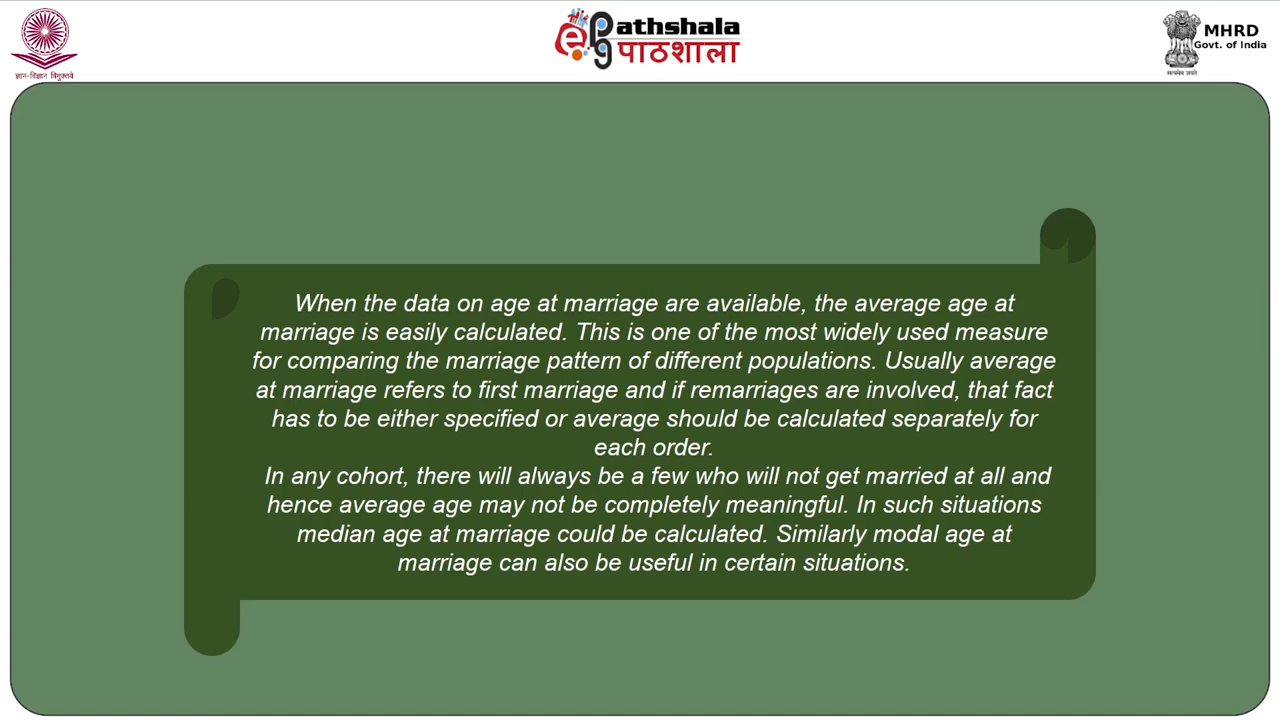 ज्ञान-विज्ञान विमुक्तये
ePG Pathshala
पाठशाला
MHRD
Govt. of India
सत्यमेव जयते
When the data on age at marriage are available, the average age at
marriage is easily calculated. This is one of the most widely used measure
for comparing the marriage pattern of different populations. Usually average
at marriage refers to first marriage and if remarriages are involved, that fact
has to be either specified or average should be calculated separately for
each order.
In any cohort, there will always be a few who will not get married at all and
hence average age may not be completely meaningful. In such situations
median age at marriage could be calculated. Similarly modal age at
marriage can also be useful in certain situations.